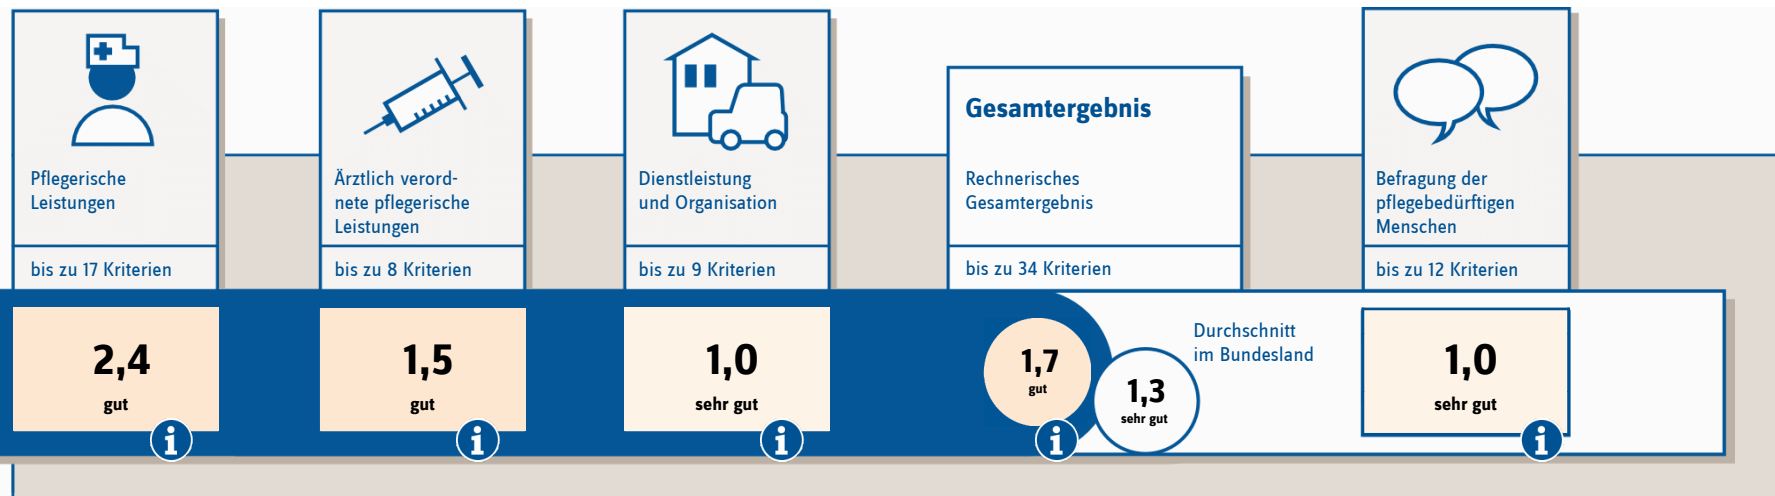 Pflegerische
Leistungen
bis zu 17 Kriterien
2,4
gut
i
Ärztlich verord-
nete pflegerische
Leistungen
bis zu 8 Kriterien
1,5
gut
i
Dienstleistung
und Organisation
bis zu 9 Kriterien
1,0
sehr gut
i
Gesamtergebnis
Rechnerisches
Gesamtergebnis
bis zu 34 Kriterien
1,7
gut
i
1,3
sehr gut
Durchschnitt
im Bundesland
Befragung der
pflegebedürftigen
Menschen
bis zu 12 Kriterien
1,0
sehr gut
i